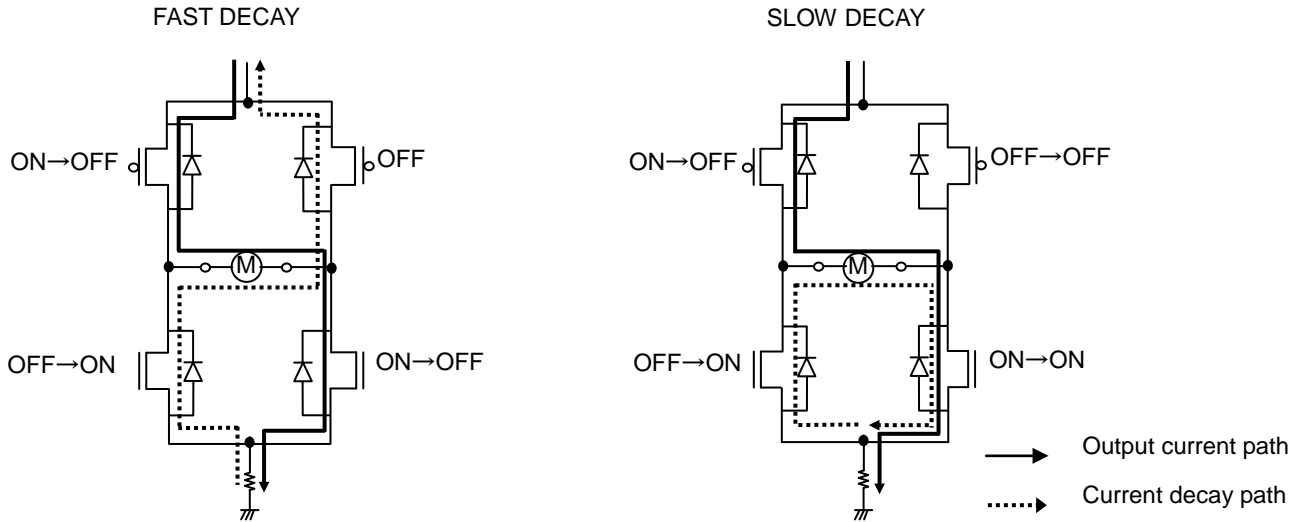 FAST DECAY
ON→OFF
OFF
M
OFF→ON
ON→OFF
SLOW DECAY
ON→OFF
OFF→OFF
M
OFF→ON
ON→ON
Output current path
Current decay path